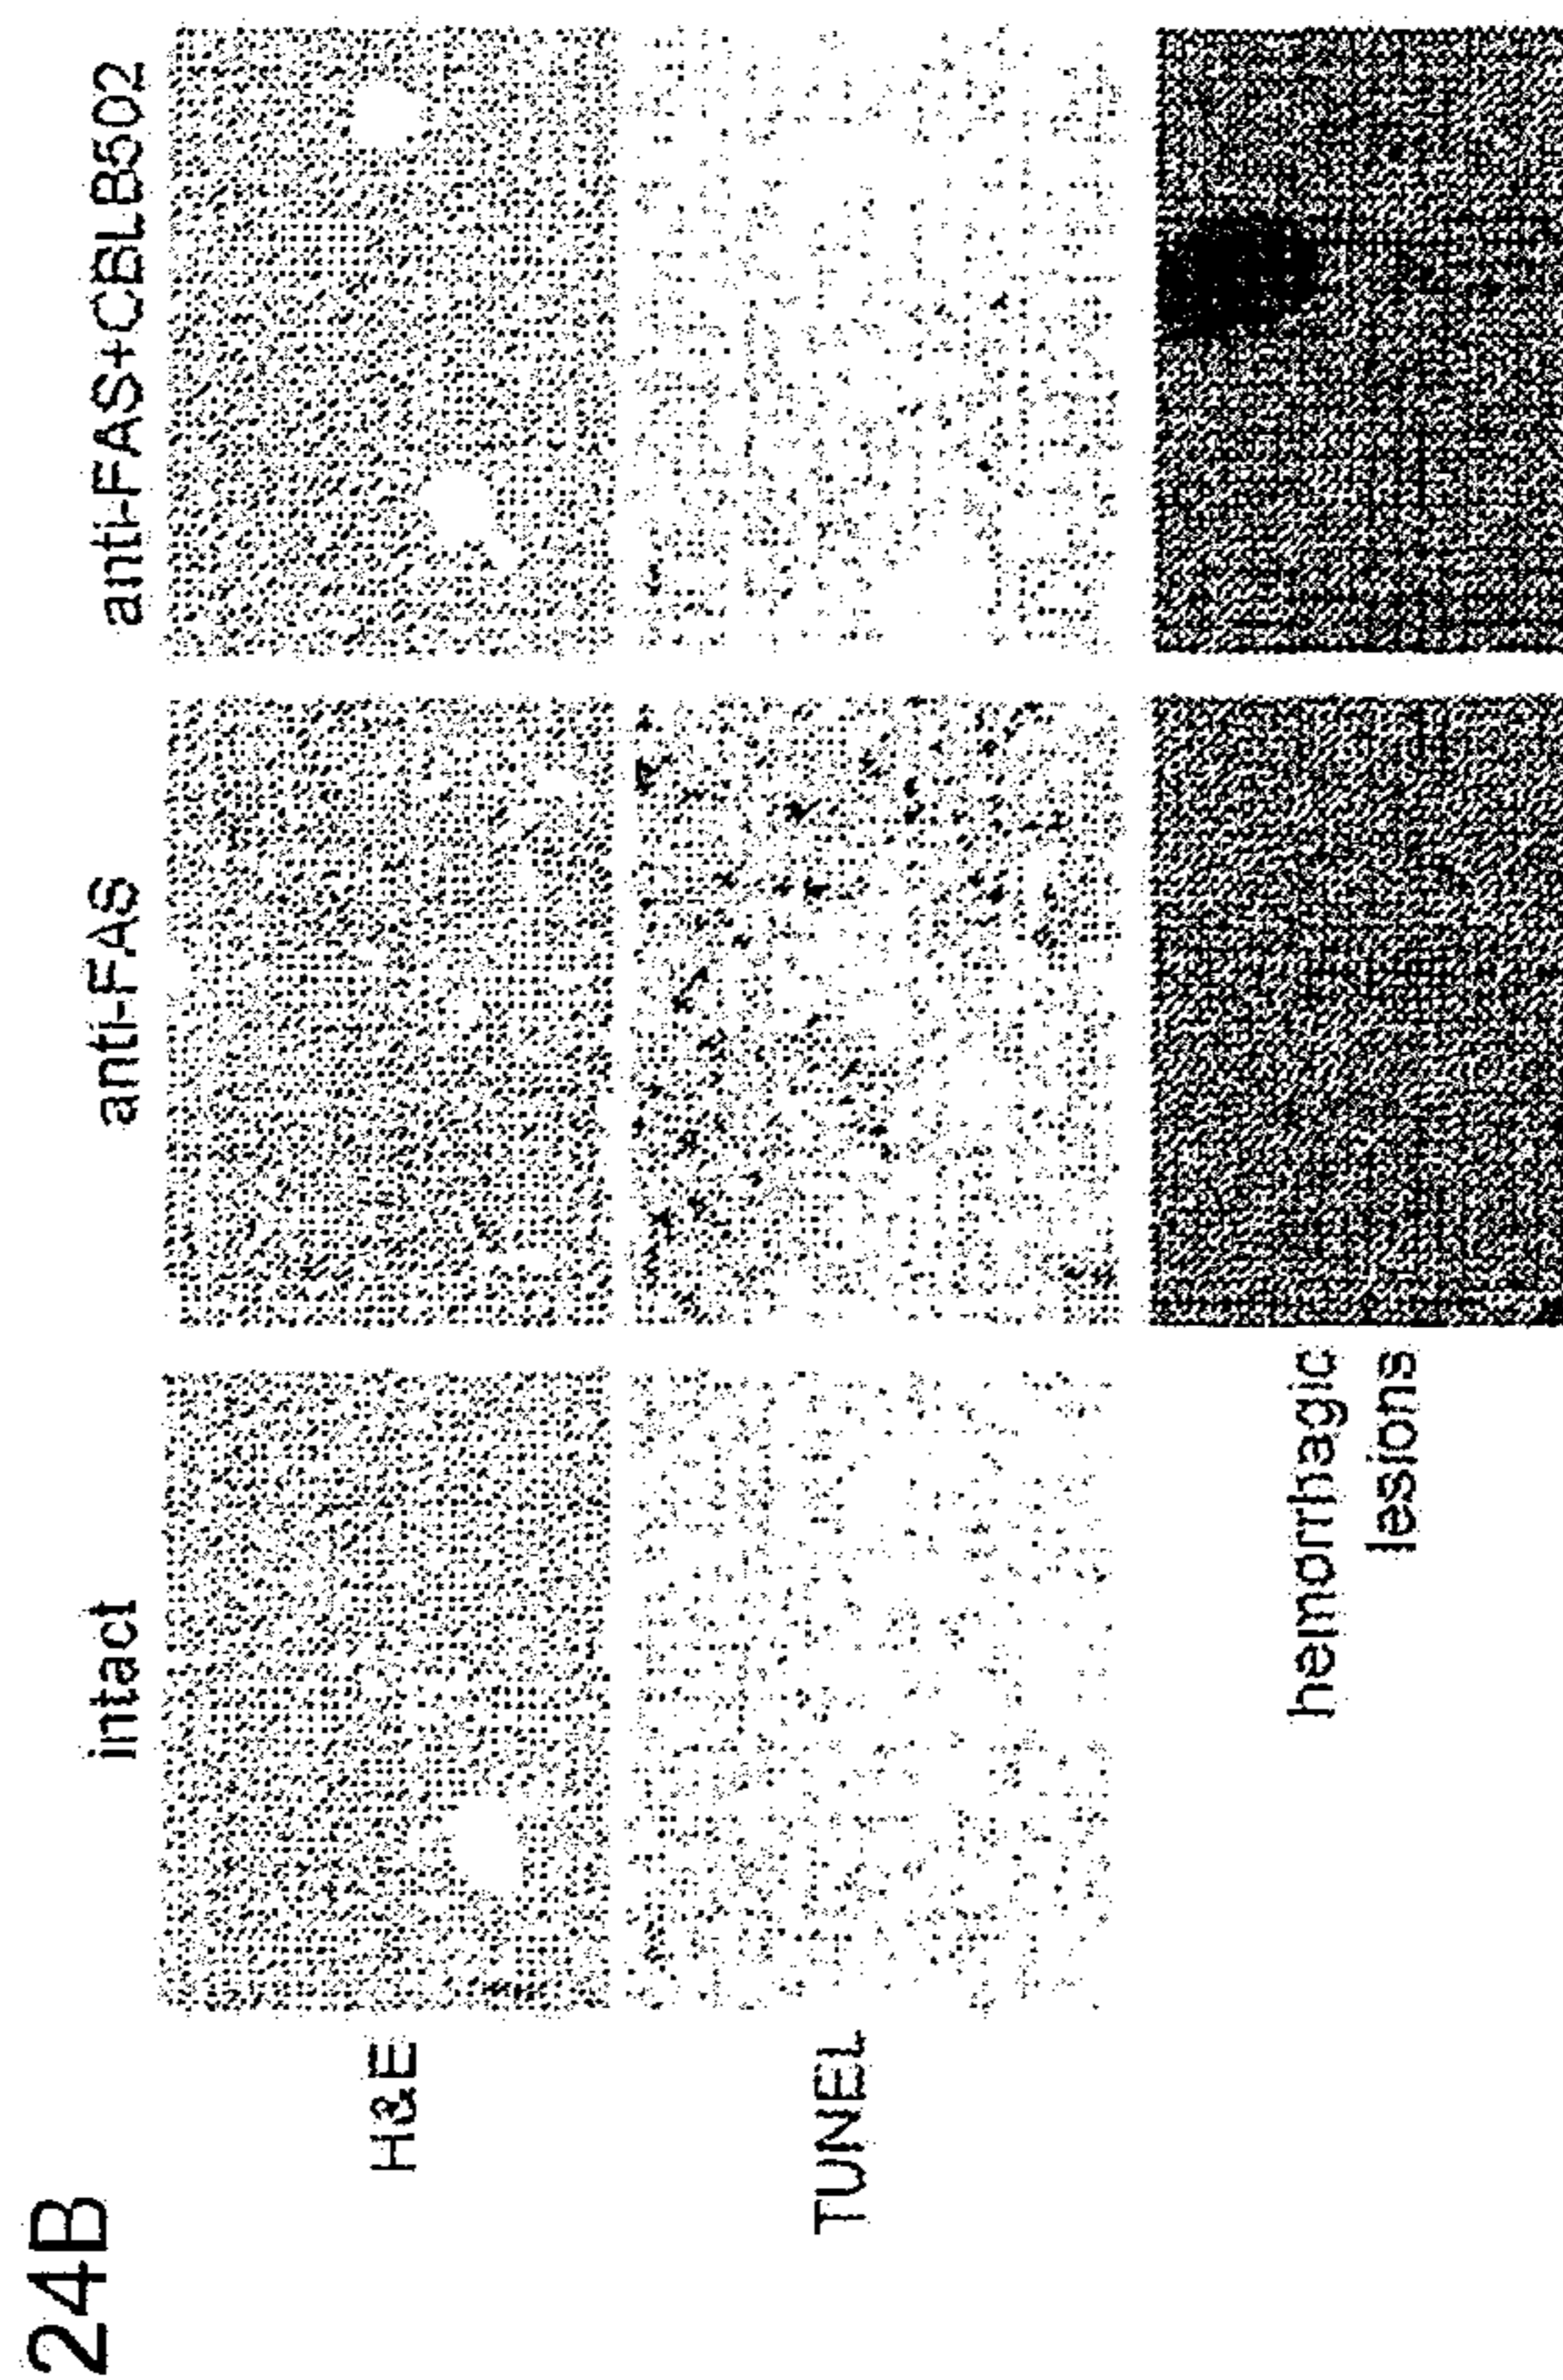 24B
intact
anti-FAS
anti-FAS+CBLB502
H&E
TUNEL
hemorrhagic
lesions